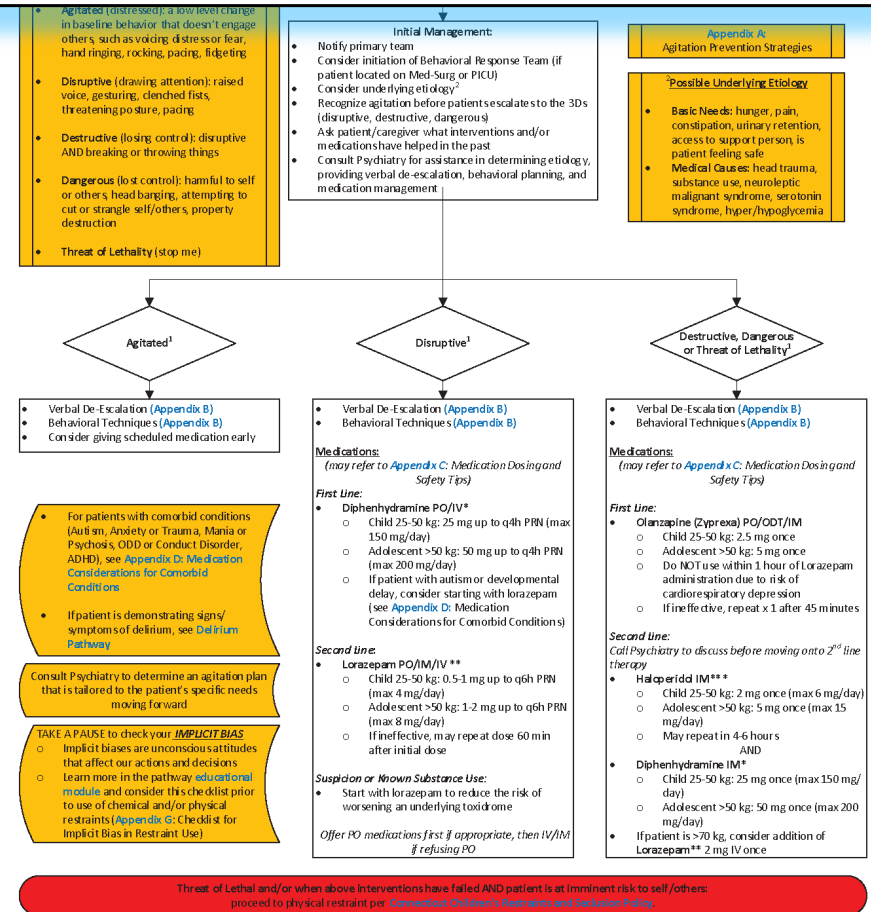 Agitated (distressed): a low level change
in baseline behavior that doesn't engage
others, such as voicing distress or fear,
hand ringing, rocking, pacing, fidgeting
Disruptive (drawing attention): raised
voice, gesturing, clenched fists,
threatening posture, pacing
Destructive (losing control): disruptive
AND breaking or throwing things
Dangerous (lost control): harmful to self
or others, head banging, attempting to
cut or strangle self/others, property
destruction
Threat of Lethality (stop me)
Initial Management:
Notify primary team
Consider initiation of Behavioral Response Team (if
patient located on Med-Surg or PICU)
Consider underlying etiology2
Recognize agitation before patient escalates to the 3Ds
(disruptive, destructive, dangerous)
Ask patient/caregiver what interventions and/or
medications have helped in the past
Consult Psychiatry for assistance in determining etiology,
providing verbal de-escalation, behavioral planning, and
medication management
Appendix A:
Agitation Prevention Strategies
2Possible Underlying Etiology
Basic Needs: hunger, pain,
constipation, urinary retention,
access to support person, is
patient feeling safe
Medical Causes: head trauma,
substance use, neuroleptic
malignant syndrome, serotonin
syndrome, hyper/hypoglycemia
Agitated1
Disruptive1
Destructive, Dangerous
or Threat of Lethality1
Verbal De-Escalation (Appendix B)
Behavioral Techniques (Appendix B)
Consider giving scheduled medication early
For patients with comorbid conditions
(Autism, Anxiety or Trauma, Mania or
Psychosis, ODD or Conduct Disorder,
ADHD), see Appendix D: Medication
Considerations for Comorbid
Conditions
If patient is demonstrating signs/
symptoms of delirium, see Delirium
Pathway
Consult Psychiatry to determine an agitation plan
that is tailored to the patient's specific needs
moving forward
TAKE A PAUSE to check your IMPLICIT BIAS
Implicit biases are unconscious attitudes
that affect our actions and decisions
Learn more in the pathway educational
module and consider this checklist prior
to use of chemical and/or physical
restraints (Appendix G: Checklist for
Implicit Bias in Restraint Use)
Verbal De-Escalation (Appendix B)
Behavioral Techniques (Appendix B)
Medications:
(may refer to Appendix C: Medication Dosing and
Safety Tips)
First Line:
Diphenhydramine PO/IV*
Child 25-50 kg: 25 mg up to q4h PRN (max
150 mg/day)
Adolescent >50 kg: 50 mg up to q4h PRN
(max 200 mg/day)
If patient with autism or developmental
delay, consider starting with lorazepam
(see Appendix D: Medication
Considerations for Comorbid Conditions)
Second Line:
Lorazepam PO/IM/IV **
Child 25-50 kg: 0.5-1 mg up to q6h PRN
(max 4 mg/day)
Adolescent >50 kg: 1-2 mg up to q6h PRN
(max 8 mg/day)
If ineffective, may repeat dose 60 min
after initial dose
Suspicion or Known Substance Use:
Start with lorazepam to reduce the risk of
worsening an underlying toxidrome
Offer PO medications first if appropriate, then IV/IM
if refusing PO
Verbal De-Escalation (Appendix B)
Behavioral Techniques (Appendix B)
Medications:
(may refer to Appendix C: Medication Dosing and
Safety Tips)
First Line:
Olanzapine (Zyprexa) PO/ODT/IM
Child 25-50 kg: 2.5 mg once
Adolescent >50 kg: 5 mg once
Do NOT use within 1 hour of Lorazepam
administration due to risk of
cardiorespiratory depression
If ineffective, repeat x 1 after 45 minutes
Second Line:
Call Psychiatry to discuss before moving onto 2nd line
therapy
Haloperidol IM***
Child 25-50 kg: 2 mg once (max 6 mg/day)
Adolescent >50 kg: 5 mg once (max 15
mg/day)
May repeat in 4-6 hours
AND
Diphenhydramine IM*
Child 25-50 kg: 25 mg once (max 150 mg/
day)
Adolescent >50 kg: 50 mg once (max 200
mg/day)
If patient is >70 kg, consider addition of
Lorazepam** 2 mg IV once
Threat of Lethal and/or when above interventions have failed AND patient is at imminent risk to self/others:
proceed to physical restraint per Connecticut Children's Restraints and Seclusion Policy.